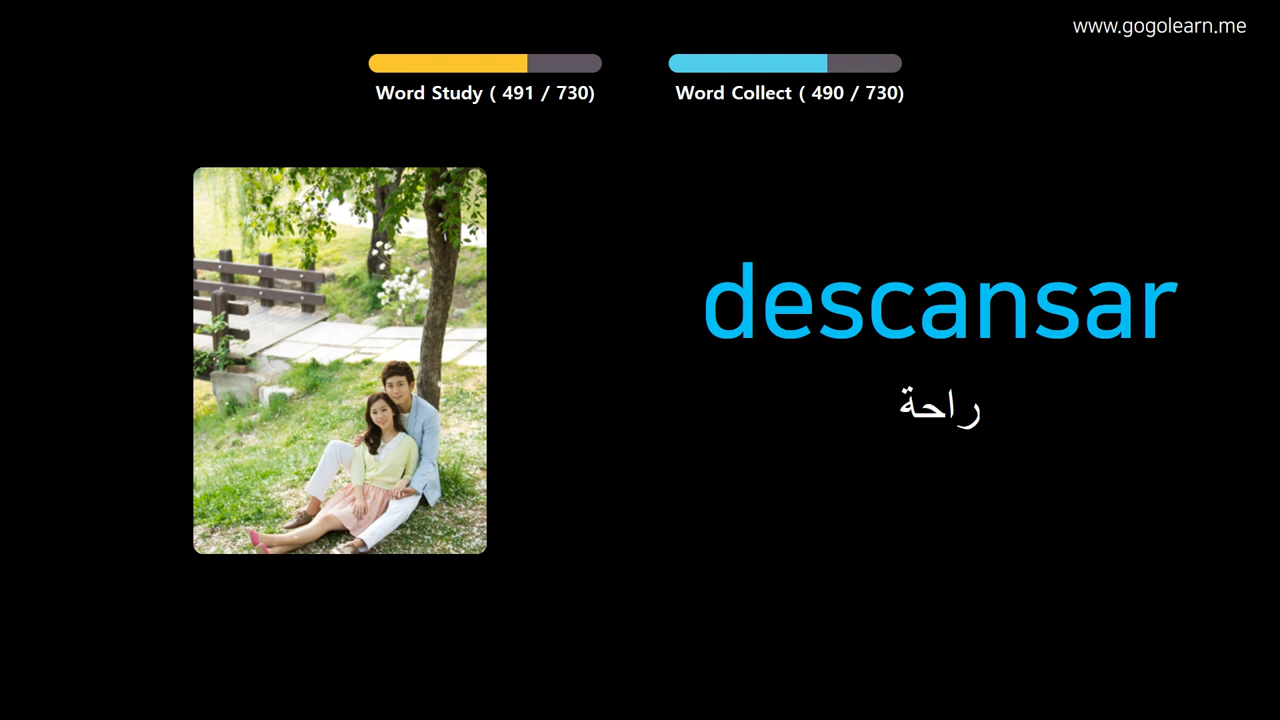 www.gogolearn.me
Word Study ( 491 / 730)
Word Collect ( 490 / 730)
descansar
راحة